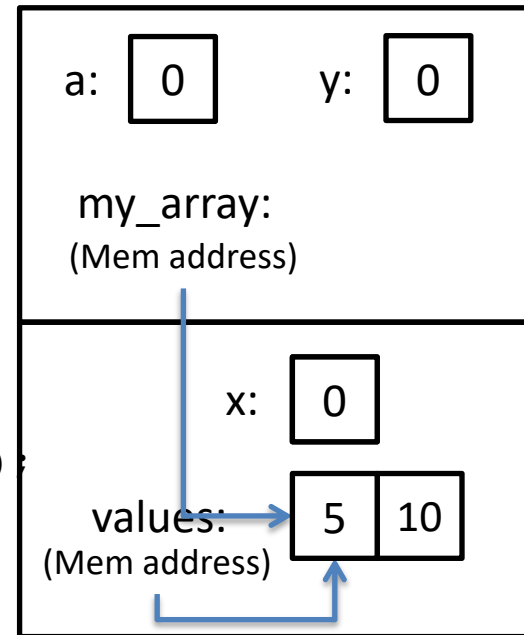 a: 0 y: 0
my_array:
(Mem address)
x: 0
) ;
values: 5 10
(Mem address)